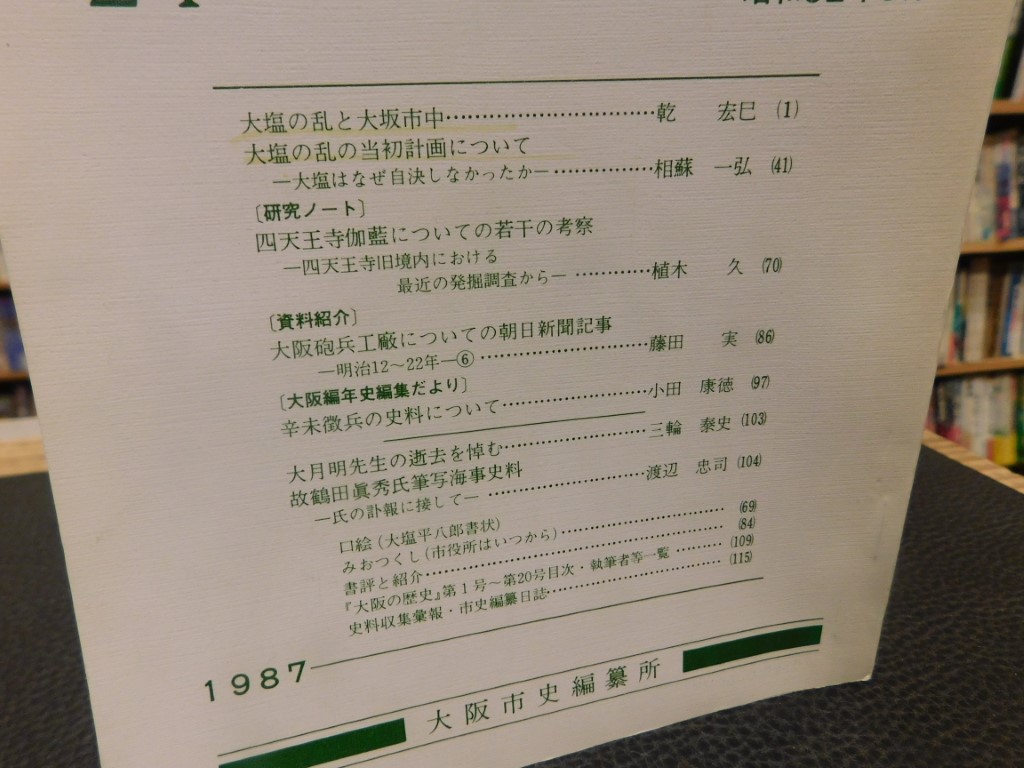 大塩の乱と大坂市中……………………… 乾　宏巳 (1)
大塩の乱の当初計画について
―大塩はなぜ自決しなかったか― …………… 相蘇　一弘 (41)
〔研究ノート〕
四天王寺伽藍についての若干の考察
―四天王寺旧境内における
最近の発掘調査から― ………… 植木　久 (70)
〔資料紹介〕
大阪砲兵工廠についての朝日新聞記事
―明治12～22年―⑥ …………………… 藤田　実 (86)
〔大阪編年史編集だより〕
辛未徴兵の史料について………………… 小田　康徳 (97)
大月明先生の逝去を悼む………………… 三輪　泰史 (103)
故鶴田眞秀氏筆写海事史料
―氏の訃報に接して― ………………… 渡辺　忠司 (104)
口絵（大塩平八郎書状）
みおつくし（市役所はいつから）………………… (69)
書評と紹介………………………………… (84)
『大阪の歴史』第1号～第20号目次・執筆者等一覧 ……… (109)
史料収集彙報・市史編纂日誌………………… (115)
1987
大阪市史編纂所